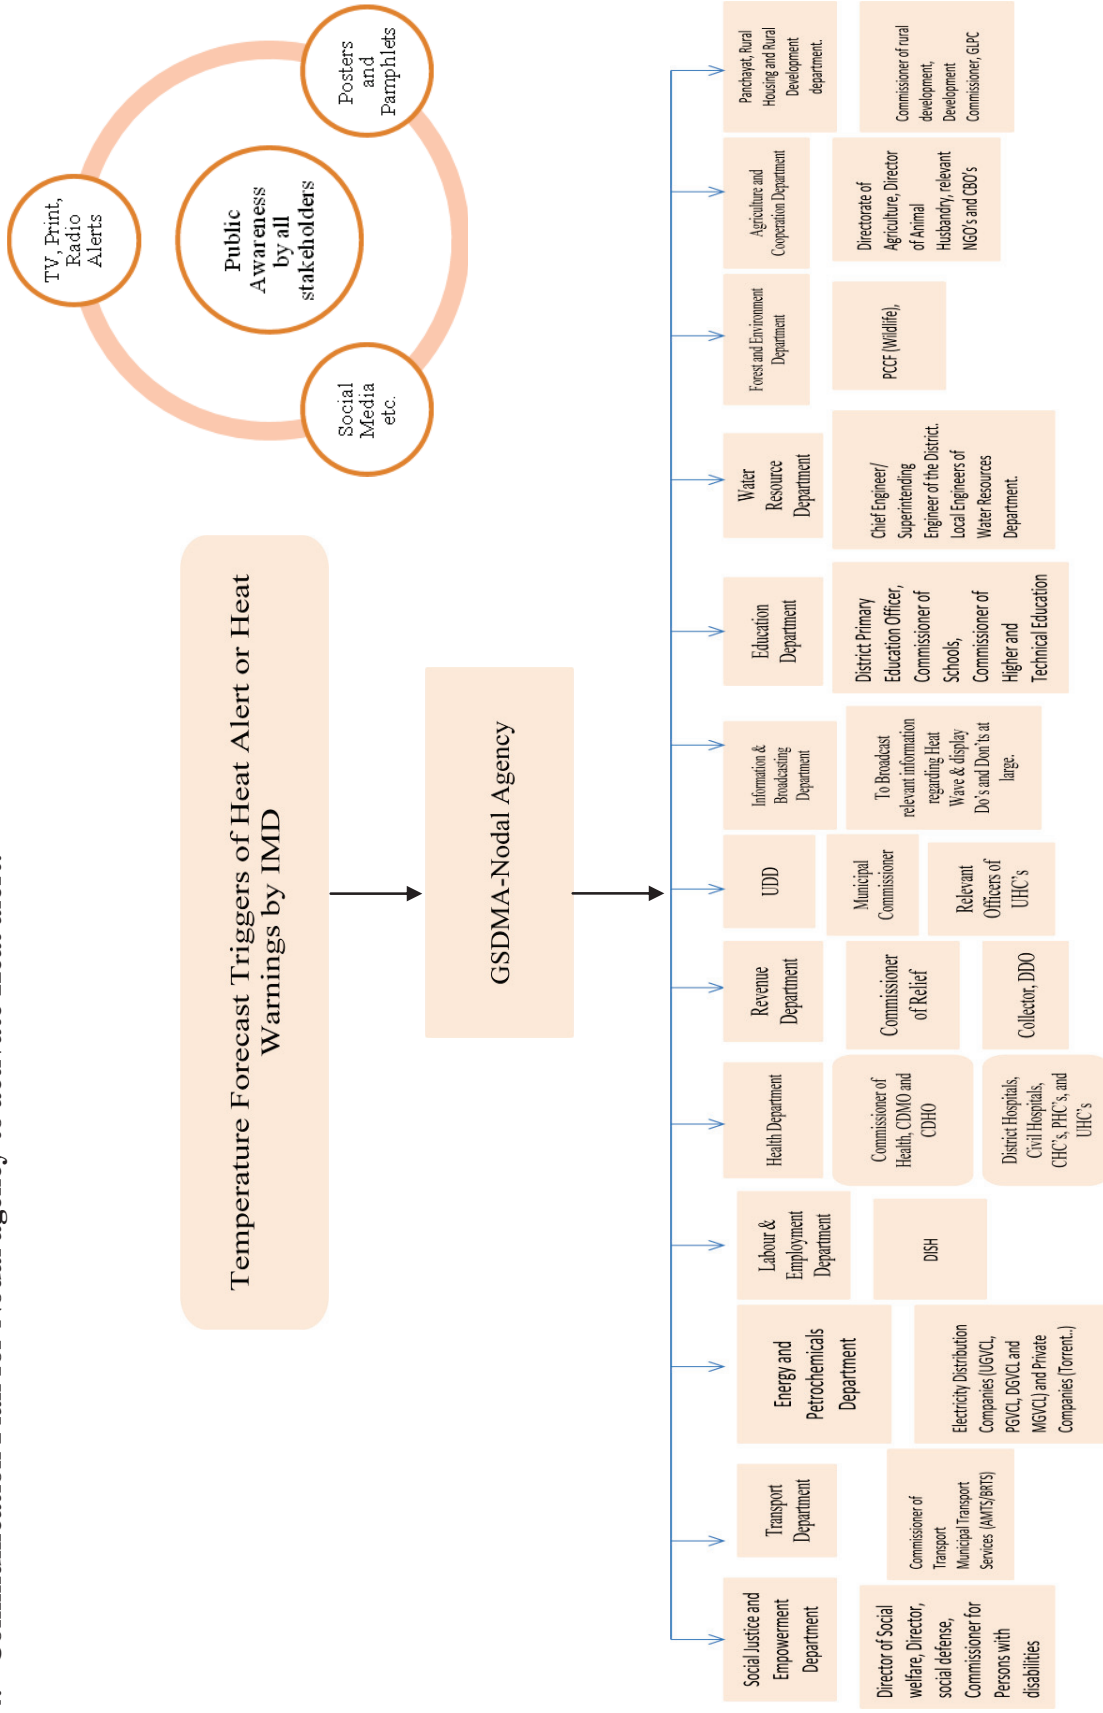 Communication Plan for Nodal agency to activate Heat alert:
Temperature Forecast Triggers of Heat Alert or Heat
Warnings by IMD
GSDMA-Nodal Agency
TV, Print,
Radio
Alerts
Public
Awareness
by all
stakeholders
Social
Media
etc.
Posters
and
Pamphlets
Social Justice and
Empowerment
Department
Director of Social
welfare, Director,
social defense,
Commissioner for
Persons with
disabilities
Transport
Department
Commissioner of
Transport
Municipal Transport
Services (AMTS/BRTS)
Energy and
Petrochemicals
Department
Electricity Distribution
Companies (UGVCL,
PGVCL, DGVCL and
MGVCL) and Private
Companies (Torrent..)
Labour &
Employment
Department
DISH
Health Department
Commissioner of
Health, CDMO and
CDHO
District Hospitals,
Civil Hospitals,
CHC's, PHC's, and
UHC's
Revenue
Department
Commissioner
of Relief
Collector, DDO
UDD
Municipal
Commissioner
Relevant
Officers of
UHC's
Information &
Broadcasting
Department
To Broadcast
relevant information
regarding Heat
Wave & display
Do's and Don'ts at
large.
Education
Department
District Primary
Education Officer,
Commissioner of
Schools,
Commissioner of
Higher and
Technical Education
Water
Resource
Department
Chief Engineer/
Superintending
Engineer of the District.
Local Engineers of
Water Resources
Department.
Forest and Environment
Department
PCCF (Wildlife),
Agriculture and
Cooperation Department
Directorate of
Agriculture, Director
of Animal
Husbandry, relevant
NGO's and CBO's
Panchayat, Rural
Housing and Rural
Development
department.
Commissioner of rural
development,
Development
Commissioner, GLPC